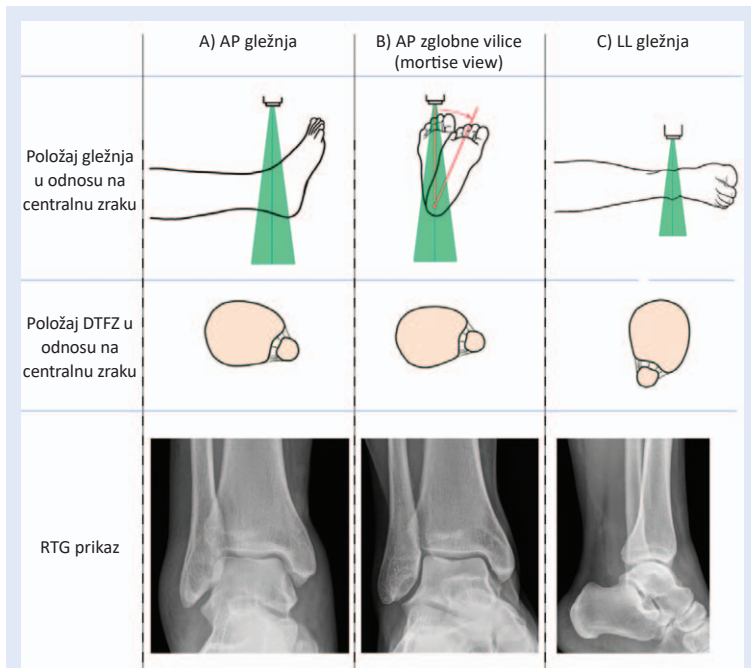 A) AP gležnja
B) AP zglobne vilice
(mortise view)
C) LL gležnja
Položaj gležnja
u odnosu na
centralnu zraku
Položaj DTFZ u
odnosu na
centralnu zraku
RTG prikaz